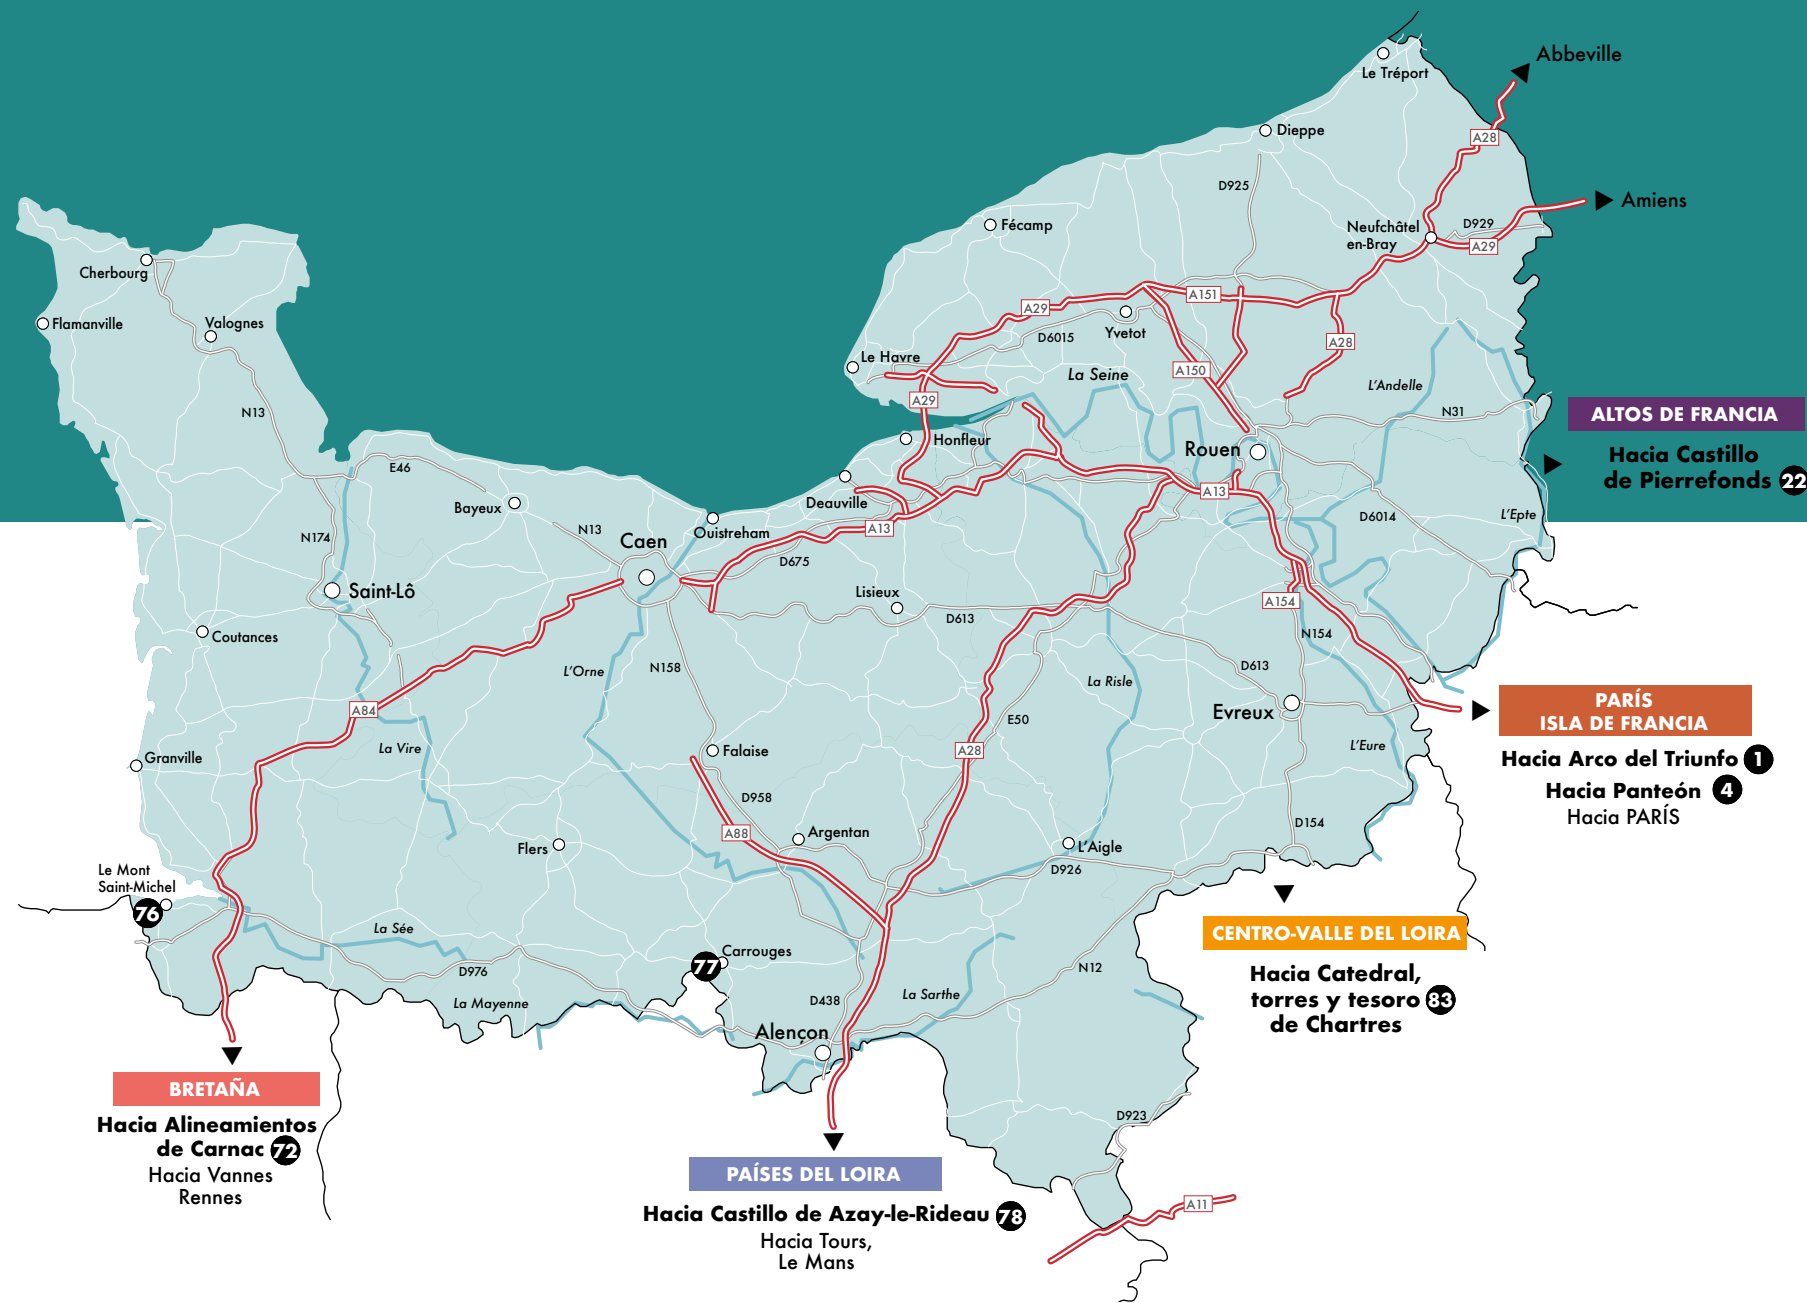 Abbeville
Le Tréport
Dieppe
A28
D925
Amiens
Fécamp
Neufchâtel
en-Bray
D929
A29
Cherbourg
Flamanville
Valognes
A29
A151
D6015
Yvetot
A28
Le Havre
La Seine
A150
L'Andelle
A29
N13
N31
ALTOS DE FRANCIA
Honfleur
Rouen
Hacia Castillo
de Pierrefonds 22
E46
Bayeux
Deauville
A13
N174
N13
Caen
Ouistreham
A13
D675
D6014
L'Epte
Saint-Lô
Lisieux
D613
A154
Coutances
N154
L'Orne
N158
D613
La Risle
A84
E50
Evreux
PARÍS
ISLA DE FRANCIA
La Vire
Granville
Falaise
A28
L'Eure
Hacia Arco del Triunfo 1
Hacia Panteón 4
Hacia PARÍS
D958
A88
Argentan
D154
Flers
L'Aigle
D926
Le Mont
Saint-Michel
76
La Sée
CENTRO-VALLE DEL LOIRA
Carrouges
77
D976
N12
Hacia Catedral,
torres y tesoro 83
de Chartres
La Mayenne
D438
La Sarthe
Alençon
BRETAÑA
Hacia Alineamientos
de Carnac 72
Hacia Vannes
Rennes
D923
PAÍSES DEL LOIRA
Hacia Castillo de Azay-le-Rideau 78
Hacia Tours,
Le Mans
A11